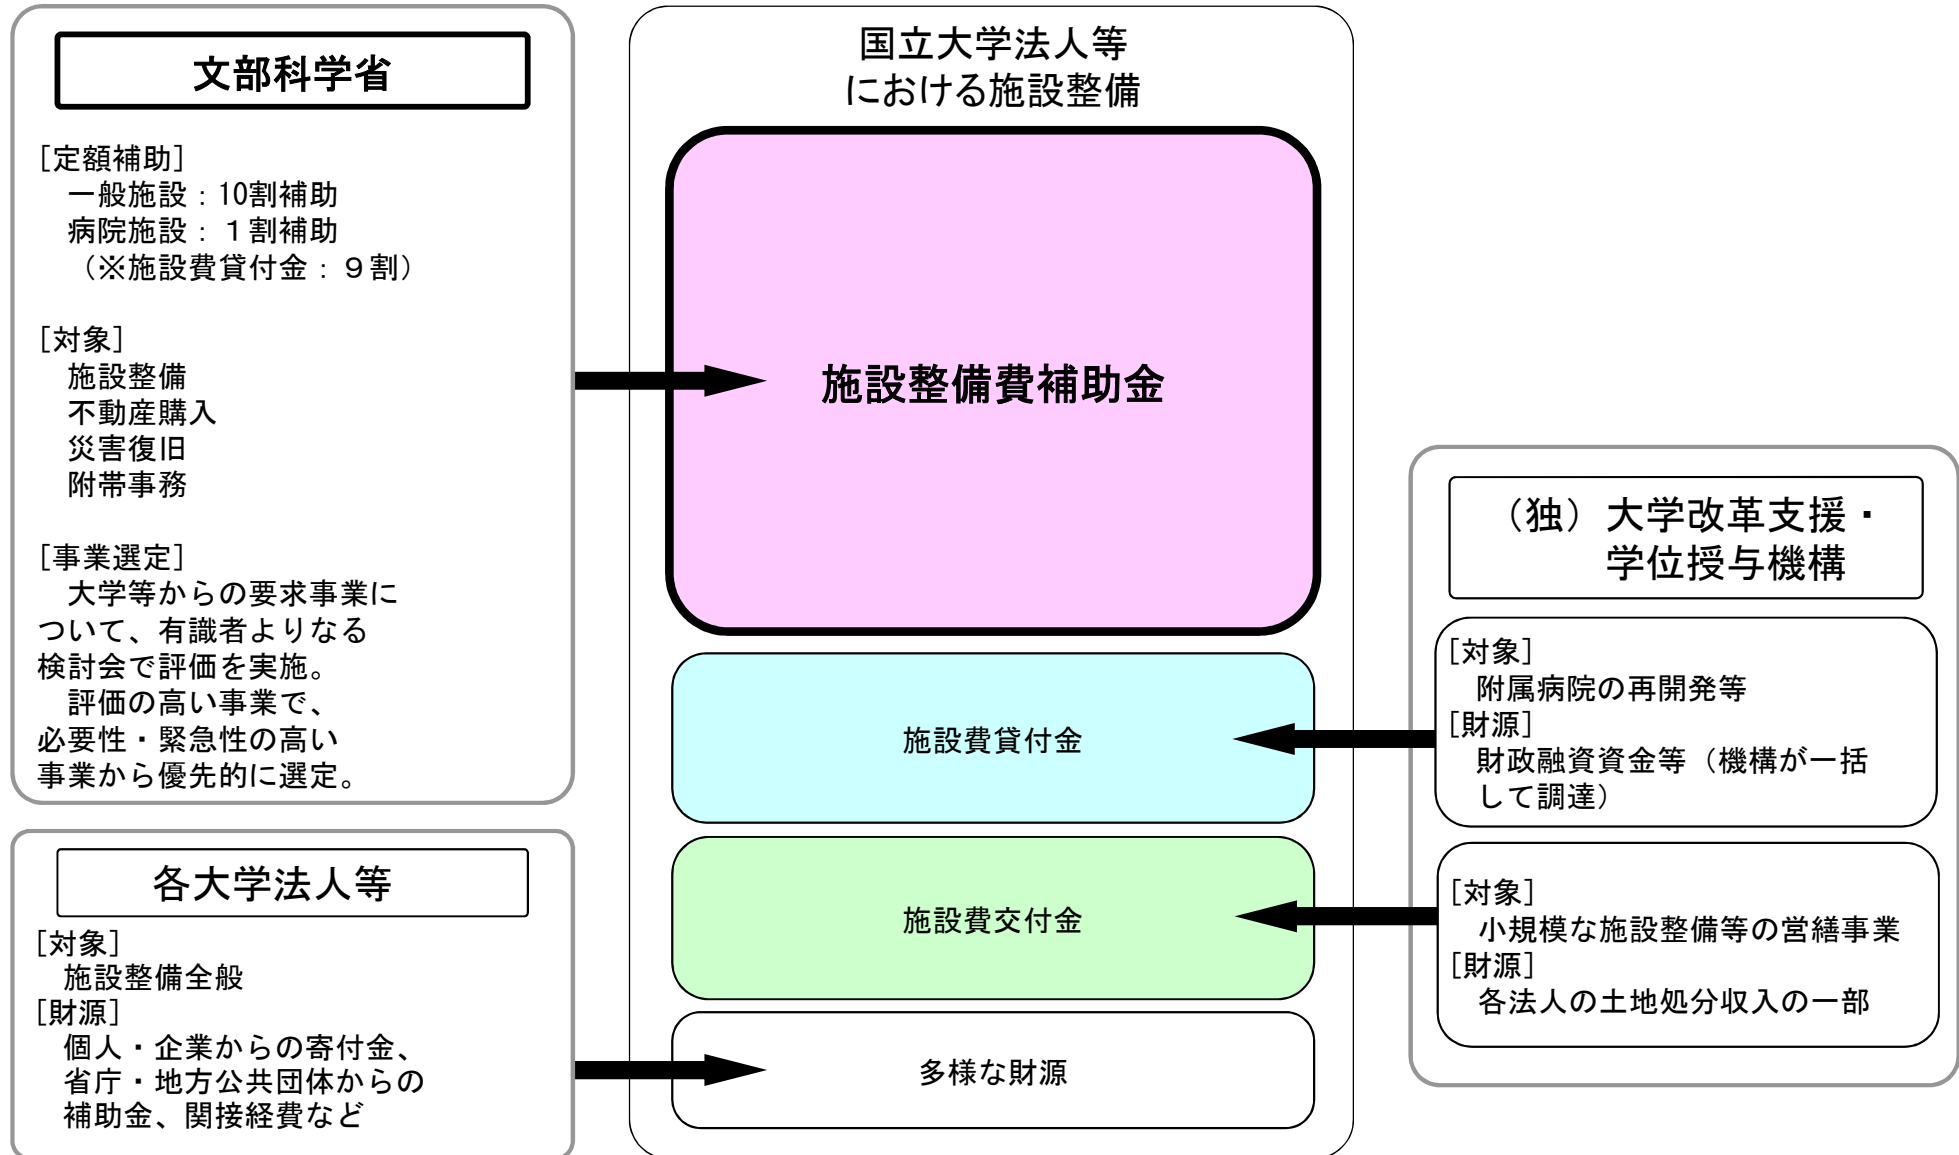 文部科学省
[定額補助]
一般施設：10割補助
病院施設：１割補助
（※施設費貸付金：９割）
[対象]
施設整備
不動産購入
災害復旧
附帯事務
[事業選定]
大学等からの要求事業に
ついて、有識者よりなる
検討会で評価を実施。
評価の高い事業で、
必要性・緊急性の高い
事業から優先的に選定。
各大学法人等
[対象]
施設整備全般
[財源]
個人・企業からの寄付金、
省庁・地方公共団体からの
補助金、関接経費など
国立大学法人等
における施設整備
施設整備費補助金
施設費貸付金
施設費交付金
多様な財源
（独）大学改革支援・
学位授与機構
[対象]
附属病院の再開発等
[財源]
財政融資資金等（機構が一括
して調達）
[対象]
小規模な施設整備等の営繕事業
[財源]
各法人の土地処分収入の一部